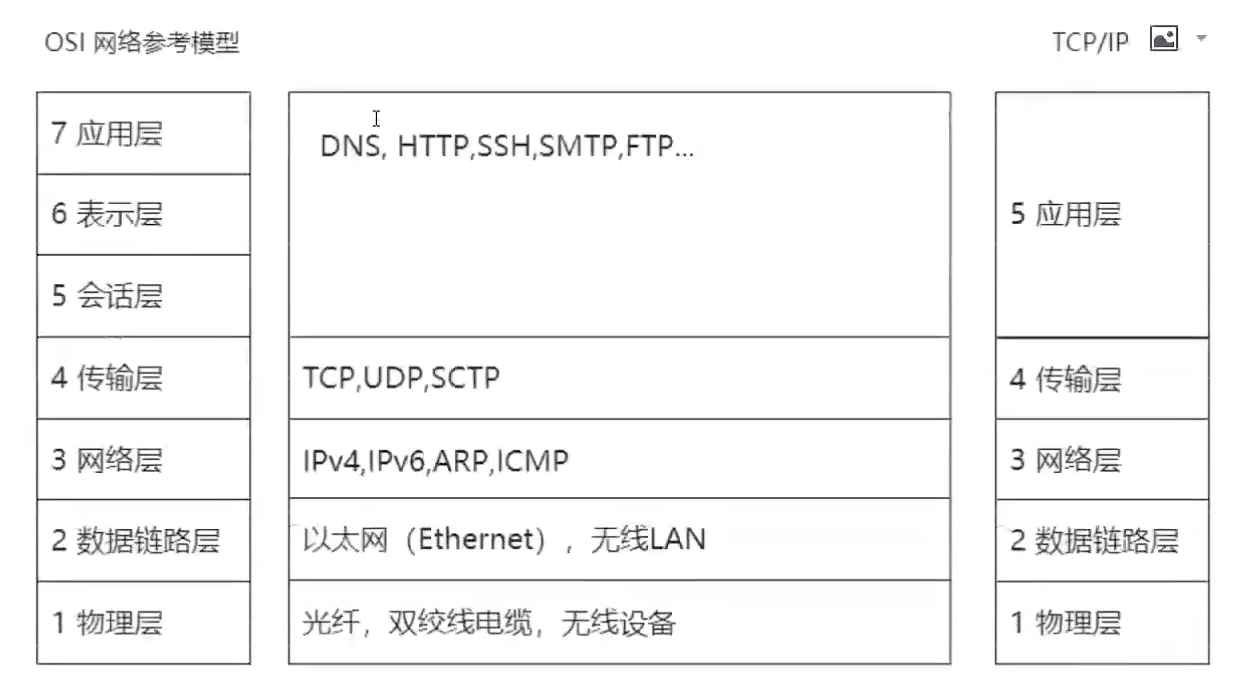 OSI 网络参考模型
TCP/IP
7 应用层
6 表示层
5 会话层
4 传输层
3 网络层
2 数据链路层
1 物理层
DNS, HTTP,SSH,SMTP,FTP...
TCP,UDP,SCTP
IPv4,IPv6,ARP,ICMP
以太网（Ethernet），无线LAN
光纤，双绞线电缆，无线设备
5 应用层
4 传输层
3 网络层
2 数据链路层
1 物理层